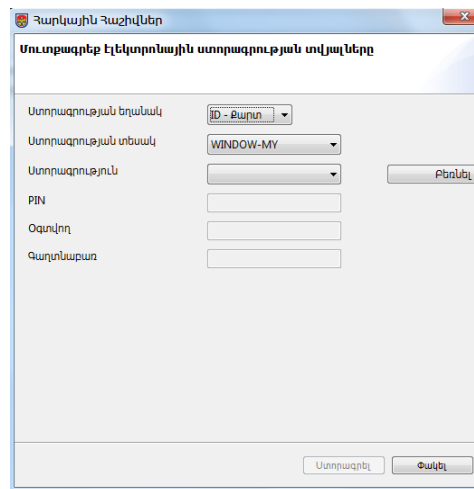 Հարկային Հաշիվներ
Մուտքագրեք էլեկտրոնային ստորագրության տվյալները
Ստորագրության եղանակ
ID - Քարտ
Ստորագրության տեսակ
WINDOW-MY
Ստորագրություն
Բեռնել
PIN
Օգտվող
Գաղտնաբառ
Ստորագրել
Փակել